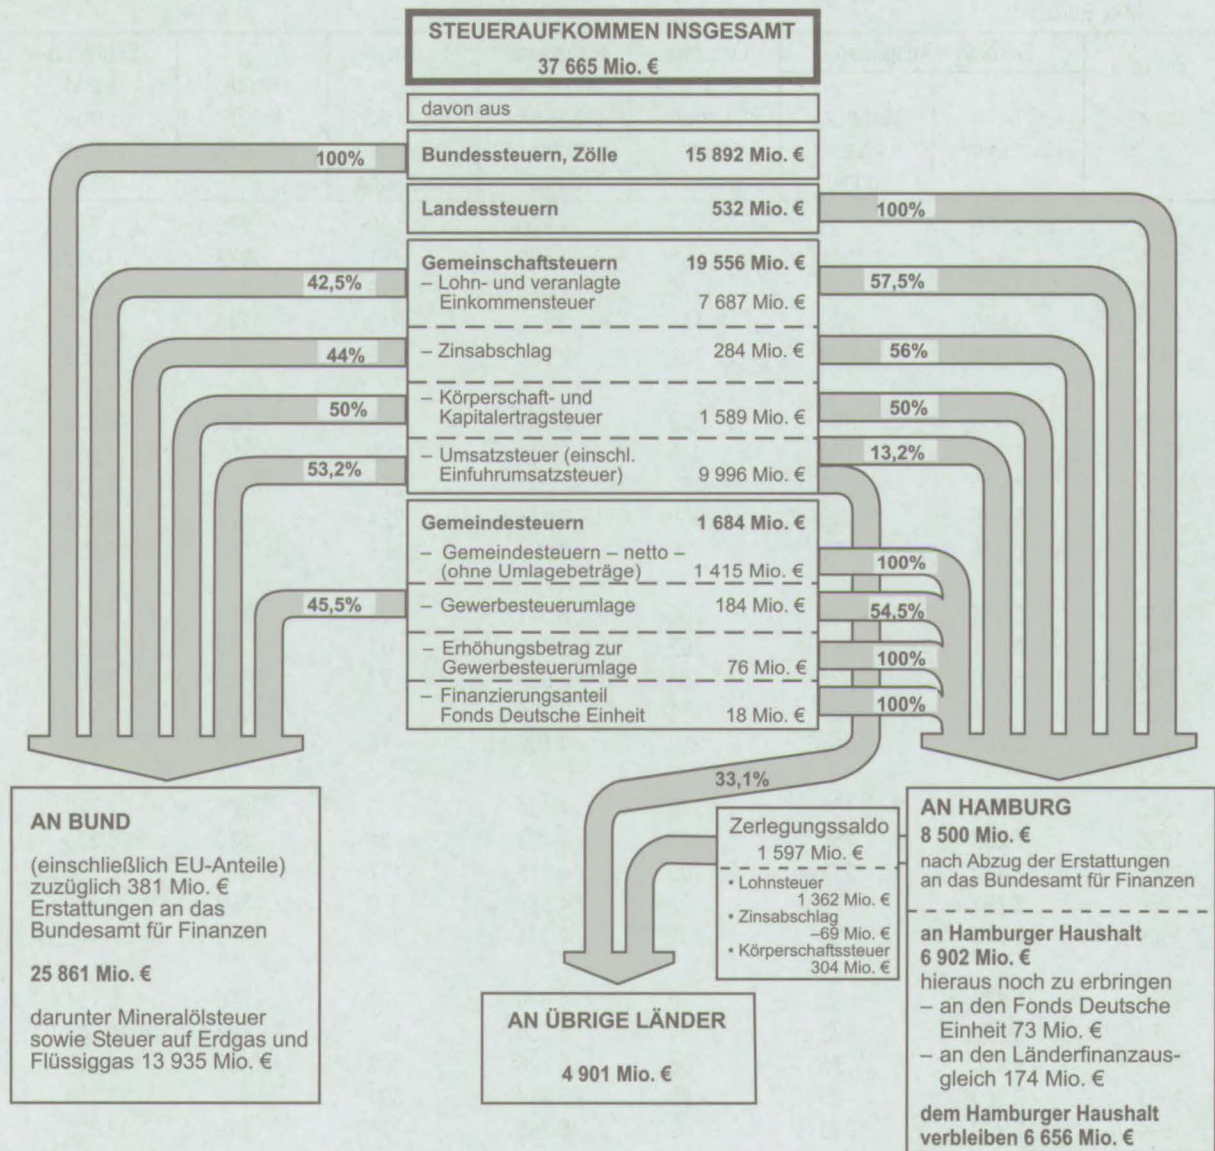 STEUERAUFKOMMEN INSGESAMT
37 665 Mio. €
davon aus
100%
Bundessteuern, Zölle 15 892 Mio. €
Landessteuern 532 Mio. €
100%
Gemeinschaftsteuern 19 556 Mio. €
42,5%
– Lohn- und veranlagte
Einkommensteuer 7 687 Mio. €
57,5%
44%
– Zinsabschlag 284 Mio. €
56%
50%
– Körperschaft- und
Kapitalertragsteuer 1 589 Mio. €
50%
53,2%
– Umsatzsteuer (einschl.
Einfuhrumsatzsteuer) 9 996 Mio. €
13,2%
Gemeindesteuern 1 684 Mio. €
– Gemeindesteuern – netto –
(ohne Umlagebeträge) 1 415 Mio. €
100%
45,5%
– Gewerbesteuerumlage 184 Mio. €
54,5%
– Erhöhungsbetrag zur
Gewerbesteuerumlage 76 Mio. €
100%
– Finanzierungsanteil
Fonds Deutsche Einheit 18 Mio. €
100%
33,1%
AN BUND
(einschließlich EU-Anteile)
zuzüglich 381 Mio. €
Erstattungen an das
Bundesamt für Finanzen
25 861 Mio. €
darunter Mineralölsteuer
sowie Steuer auf Erdgas und
Flüssiggas 13 935 Mio. €
AN ÜBRIGE LÄNDER
4 901 Mio. €
Zerlegungssaldo
1 597 Mio. €
• Lohnsteuer
1 362 Mio. €
• Zinsabschlag
–69 Mio. €
• Körperschaftssteuer
304 Mio. €
AN HAMBURG
8 500 Mio. €
nach Abzug der Erstattungen
an das Bundesamt für Finanzen
an Hamburger Haushalt
6 902 Mio. €
hieraus noch zu erbringen
– an den Fonds Deutsche
Einheit 73 Mio. €
– an den Länderfinanzaus-
gleich 174 Mio. €
dem Hamburger Haushalt
verbleiben 6 656 Mio. €